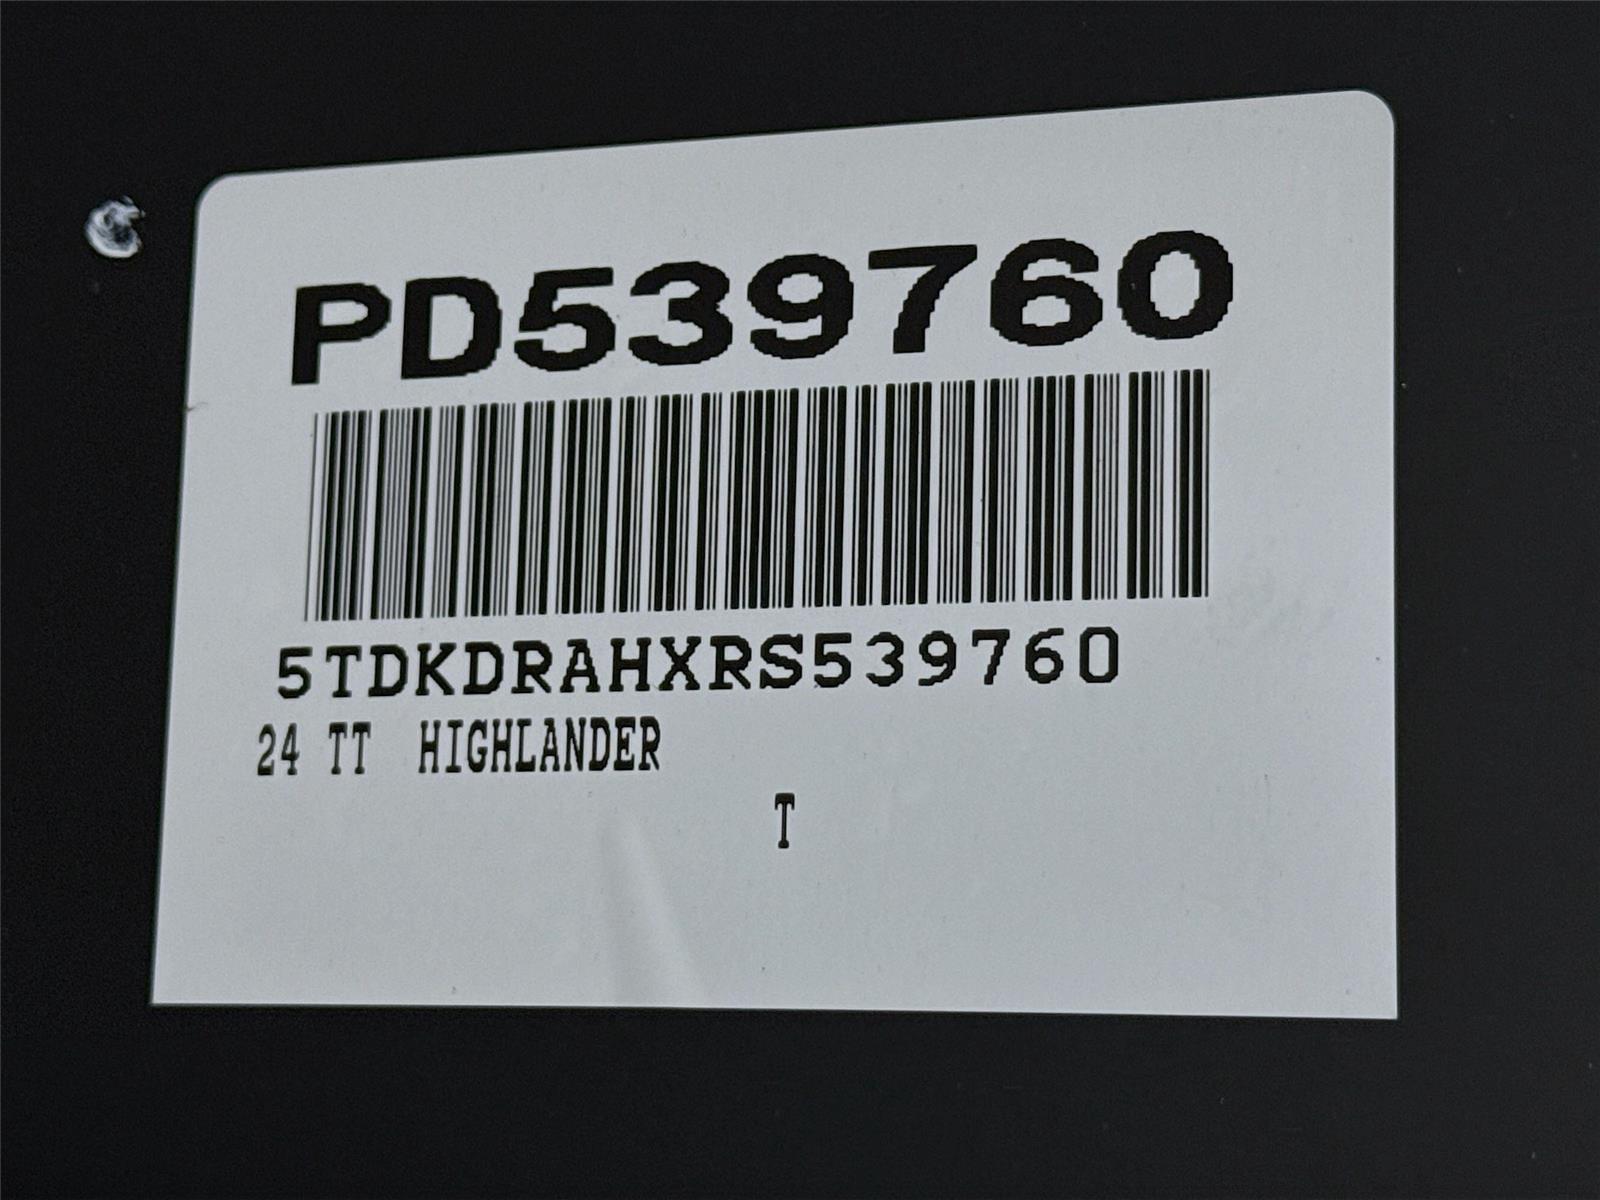 PD539760
5TDKDRAHXRS539760
24 TT HIGHLANDER
T